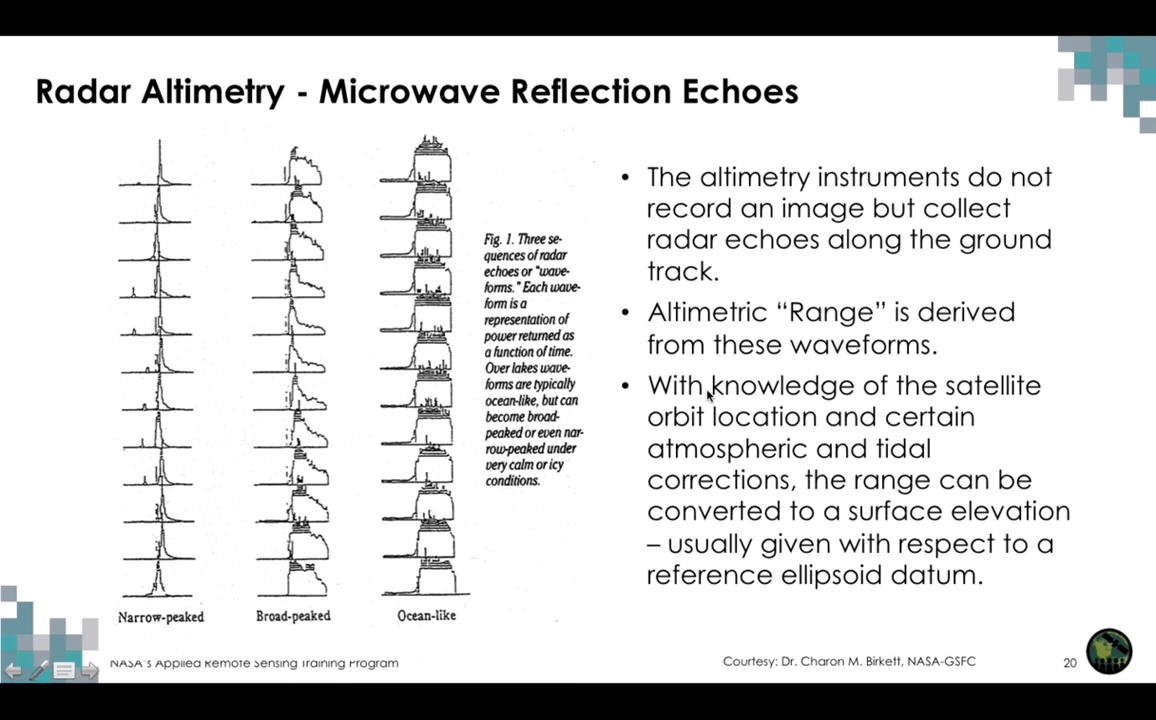 Radar Altimetry - Microwave Reflection Echoes
Fig. 1. Three se-
quences of radar
echoes or "wave-
forms." Each wave-
form is a
representation of
power returned as
a function of time.
Over lakes wave-
forms are typically
ocean-like, but can
become broad-
peaked or even nar-
row-peaked under
very calm or icy
conditions.
Narrow-peaked
Broad-peaked
Ocean-like
• The altimetry instruments do not
record an image but collect
radar echoes along the ground
track.
• Altimetric “Range” is derived
from these waveforms.
• With knowledge of the satellite
orbit location and certain
atmospheric and tidal
corrections, the range can be
converted to a surface elevation
– usually given with respect to a
reference ellipsoid datum.
NASA's Applied Remote Sensing Training Program
Courtesy: Dr. Charon M. Birkett, NASA-GSFC
20